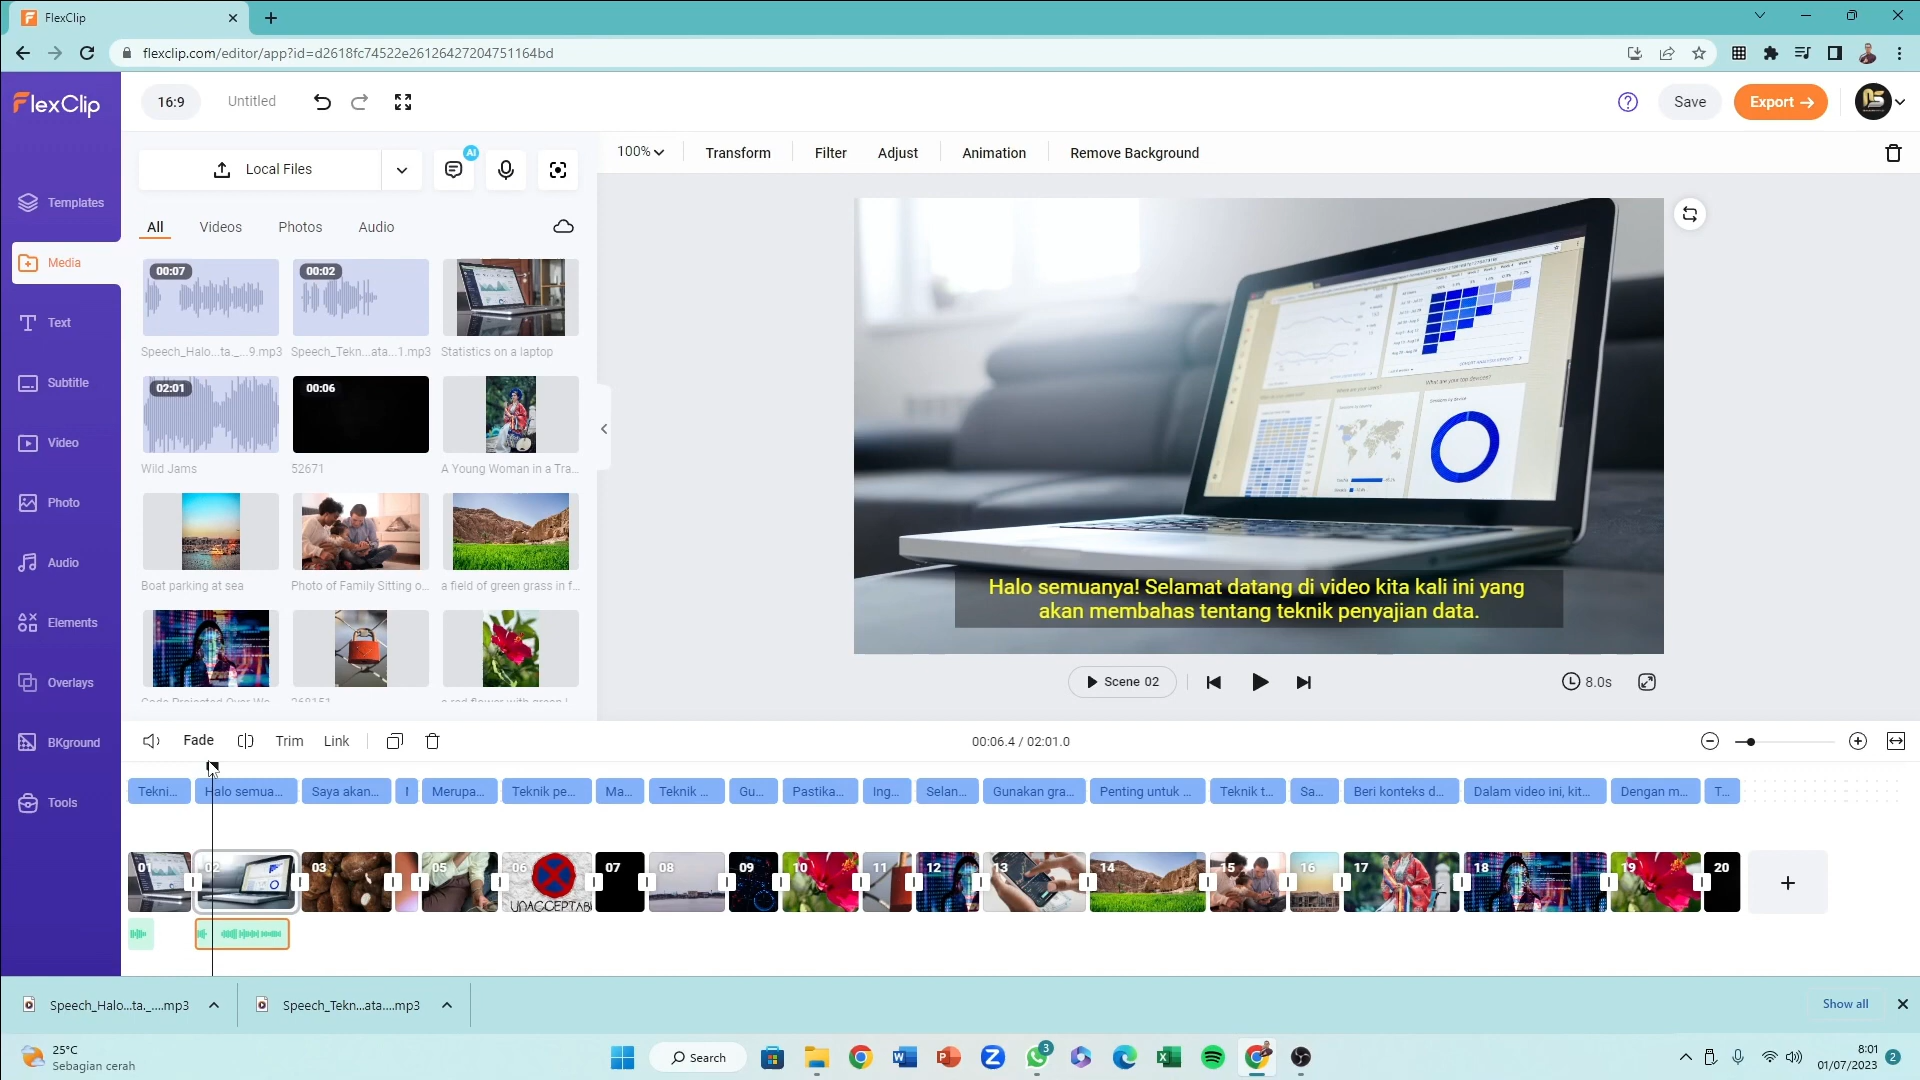 FlexClip
flexclip.com/editor/app?id=d2618fc74522e26126427204751164bd
FlexClip
16:9
Untitled
Save
Export
Local Files
AI
100%
Transform
Filter
Adjust
Animation
Remove Background
Templates
Media
Text
Subtitle
Video
Photo
Audio
Elements
Overlays
BKground
Tools
All
Videos
Photos
Audio
00:07
00:02
Speech_Halo...ta._...9.mp3
Speech_Tekn...ata...1.mp3
Statistics on a laptop
02:01
00:06
Wild Jams
52671
A Young Woman in a Tra...
Boat parking at sea
Photo of Family Sitting o...
a field of green grass in f...
Halo semuanya! Selamat datang di video kita kali ini yang
akan membahas tentang teknik penyajian data.
Scene 02
8.0s
Fade
Trim
Link
00:06.4 / 02:01.0
Tekni...
Halo semua...
Saya akan...
Merupa...
Teknik pe...
Ma...
Teknik ...
Gu...
Pastika...
Ing...
Selan...
Gunakan gra...
Penting untuk ...
Teknik t...
Sa...
Beri konteks d...
Dalam video ini, kit...
Dengan m...
T...
01
02
03
05
06
07
08
09
10
11
12
13
14
15
16
17
18
19
20
UNACCEPTAB
Speech_Halo...ta._....mp3
Speech_Tekn...ata....mp3
Show all
25°C
Sebagian cerah
Search
3
8:01
01/07/2023
2